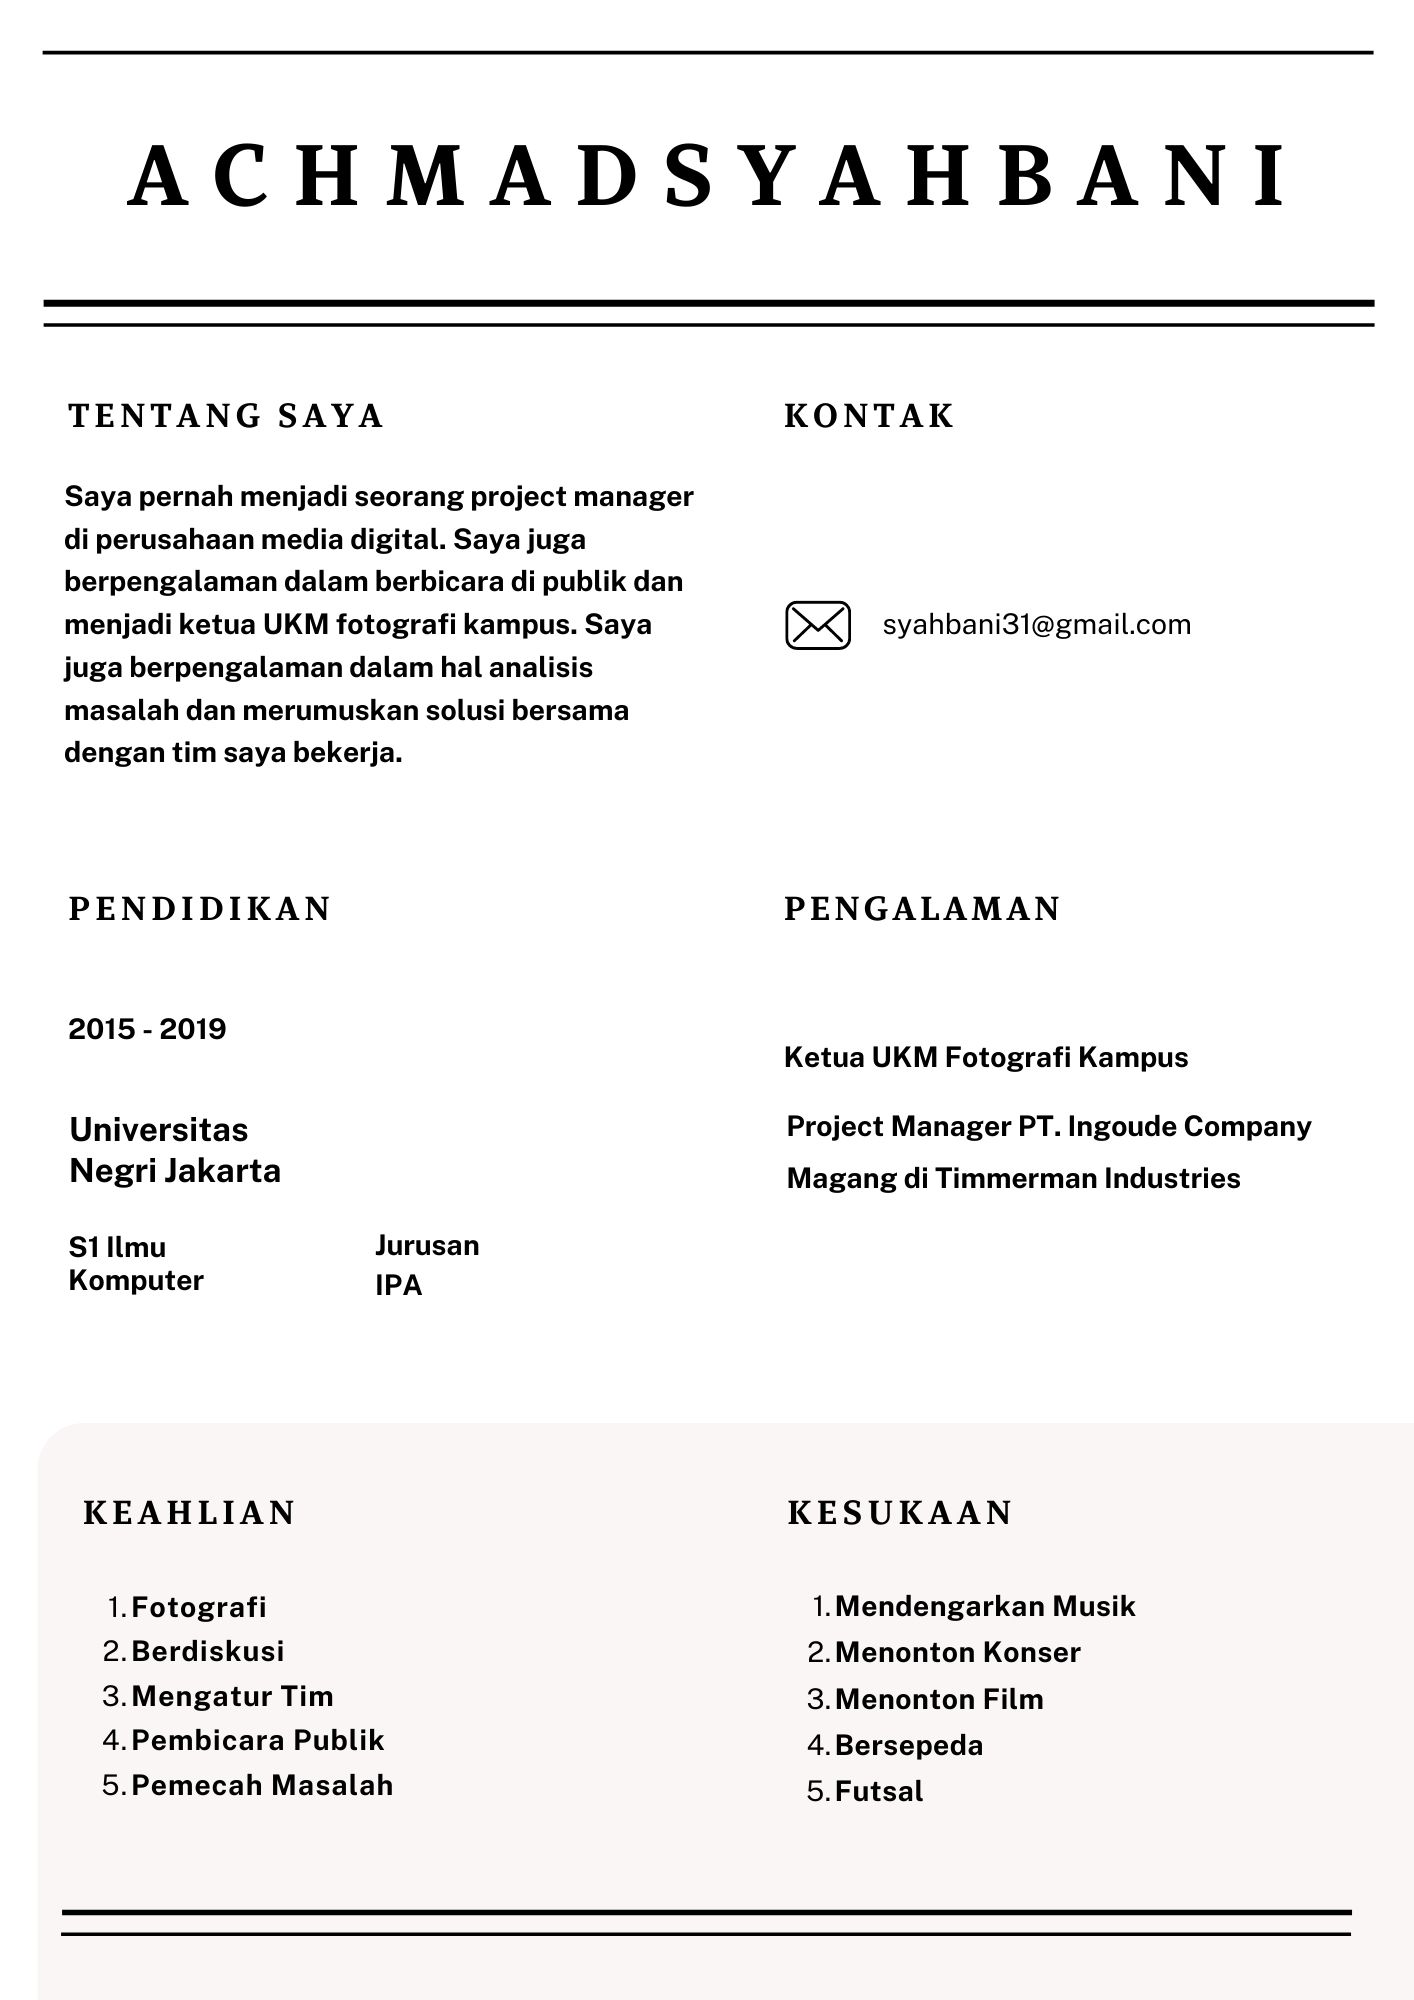 ACHMADSYAHBANI
TENTANG SAYA
Saya pernah menjadi seorang project manager
di perusahaan media digital. Saya juga
berpengalaman dalam berbicara di publik dan
menjadi ketua UKM fotografi kampus. Saya
juga berpengalaman dalam hal analisis
masalah dan merumuskan solusi bersama
dengan tim saya bekerja.
KONTAK
syahbani31@gmail.com
PENDIDIKAN
2015 - 2019
Universitas
Negri Jakarta
S1 Ilmu
Komputer
Jurusan
IPA
PENGALAMAN
Ketua UKM Fotografi Kampus
Project Manager PT. Ingoude Company
Magang di Timmerman Industries
KEAHLIAN
1. Fotografi
2. Berdiskusi
3. Mengatur Tim
4. Pembicara Publik
5. Pemecah Masalah
KESUKAAN
1. Mendengarkan Musik
2. Menonton Konser
3. Menonton Film
4. Bersepeda
5. Futsal